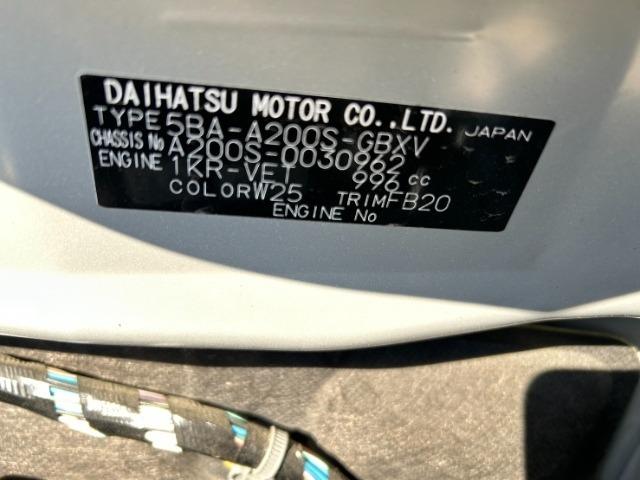 DAIHATSU MOTOR CO.,LTD. JAPAN
TYPE 5BA-A200S-GBXV
CHASSIS No A200S-0030962
ENGINE 1KR-VET 996 cc
COLOR W25 TRIM FB20
ENGINE No